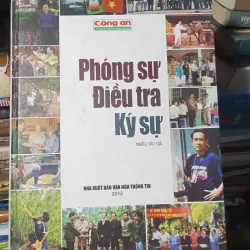 Công an
Phóng sự
Điều tra
Ký sự
NHIỀU TÁC GIẢ
NHÀ XUẤT BẢN VĂN HÓA THÔNG TIN
2012